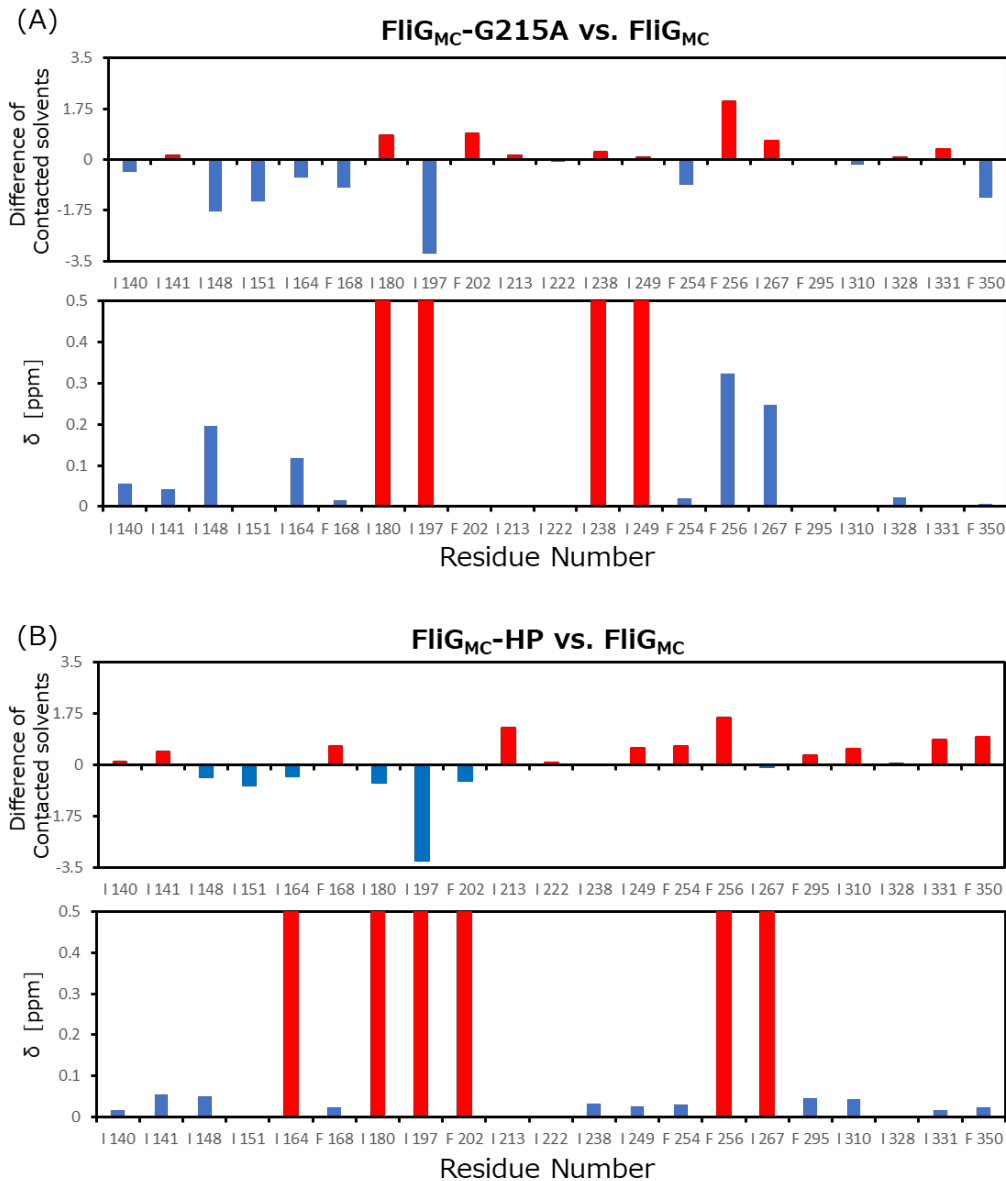 (A)
FliGMC-G215A vs. FliGMC
Difference of
Contacted solvents
3.5
1.75
0
-1.75
-3.5
I 140 I 141 I 148 I 151 I 164 F 168 I 180 I 197 F 202 I 213 I 222 I 238 I 249 F 254 F 256 I 267 F 295 I 310 I 328 I 331 F 350
δ [ppm]
0.5
0.4
0.3
0.2
0.1
0
I 140 I 141 I 148 I 151 I 164 F 168 I 180 I 197 F 202 I 213 I 222 I 238 I 249 F 254 F 256 I 267 F 295 I 310 I 328 I 331 F 350
Residue Number
(B)
FliGMC-HP vs. FliGMC
Difference of
Contacted solvents
3.5
1.75
0
-1.75
-3.5
I 140 I 141 I 148 I 151 I 164 F 168 I 180 I 197 F 202 I 213 I 222 I 238 I 249 F 254 F 256 I 267 F 295 I 310 I 328 I 331 F 350
δ [ppm]
0.5
0.4
0.3
0.2
0.1
0
I 140 I 141 I 148 I 151 I 164 F 168 I 180 I 197 F 202 I 213 I 222 I 238 I 249 F 254 F 256 I 267 F 295 I 310 I 328 I 331 F 350
Residue Number